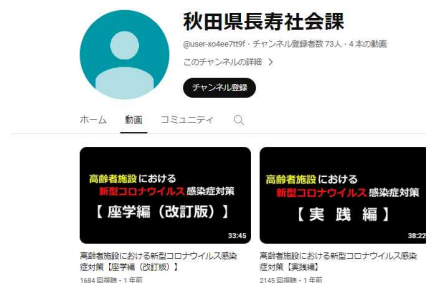 秋田県長寿社会課
@user-xo4ee7tt9f・チャンネル登録者数 73人・4 本の動画
このチャンネルの詳細 >
チャンネル登録
ホーム 動画 コミュニティ
高齢者施設における
新型コロナウイルス感染症対策
【 座学編（改訂版）】
33:45
高齢者施設における
新型コロナウイルス感染症対策
【 実 践 編 】
38:22
高齢者施設における新型コロナウイルス感染
症対策【座学編（改訂版）】
1684 回視聴・1 年前
高齢者施設における新型コロナウイルス感染
症対策【実践編】
2145 回視聴・1 年前